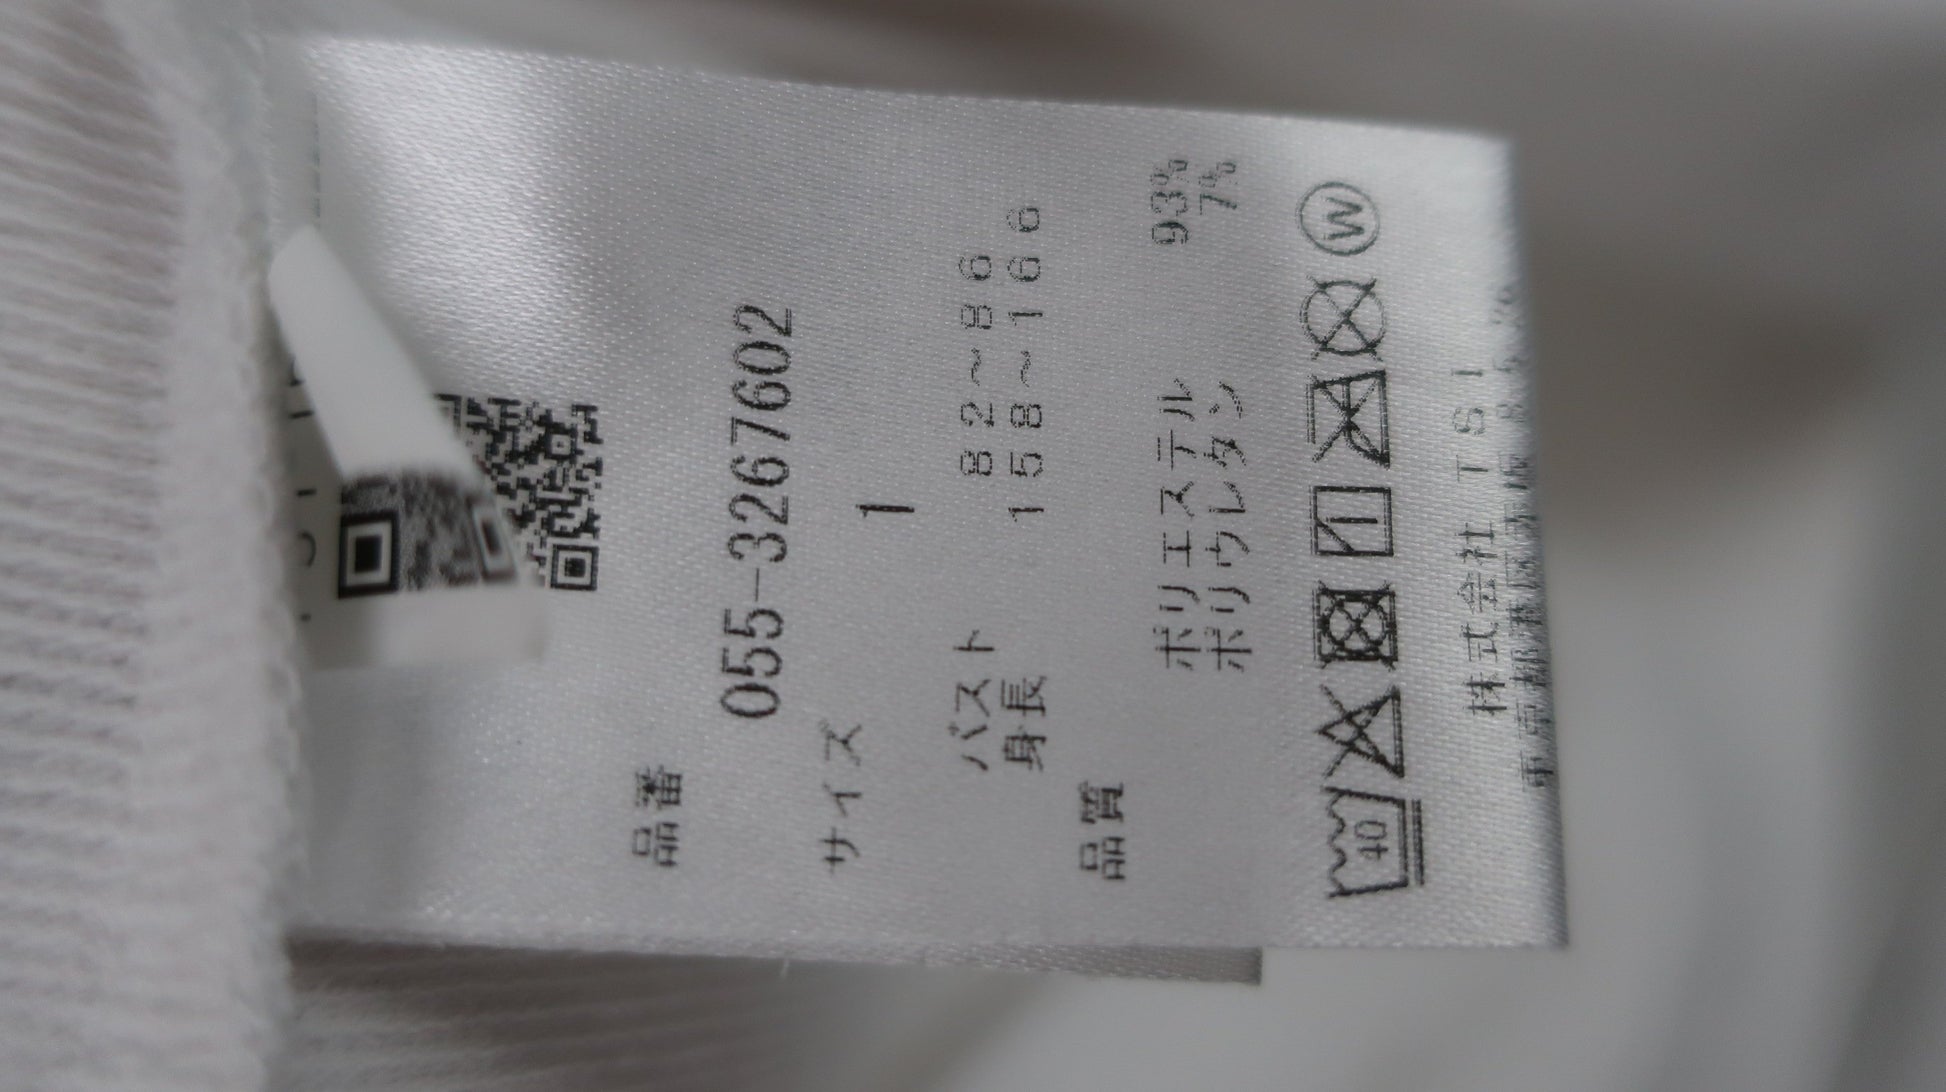 品番
055-3267602
サイズ
1
バスト 82～86
身長 158～166
品質
ポリエステル 93%
ポリウレタン 7%
40 W
株式会社 TSI